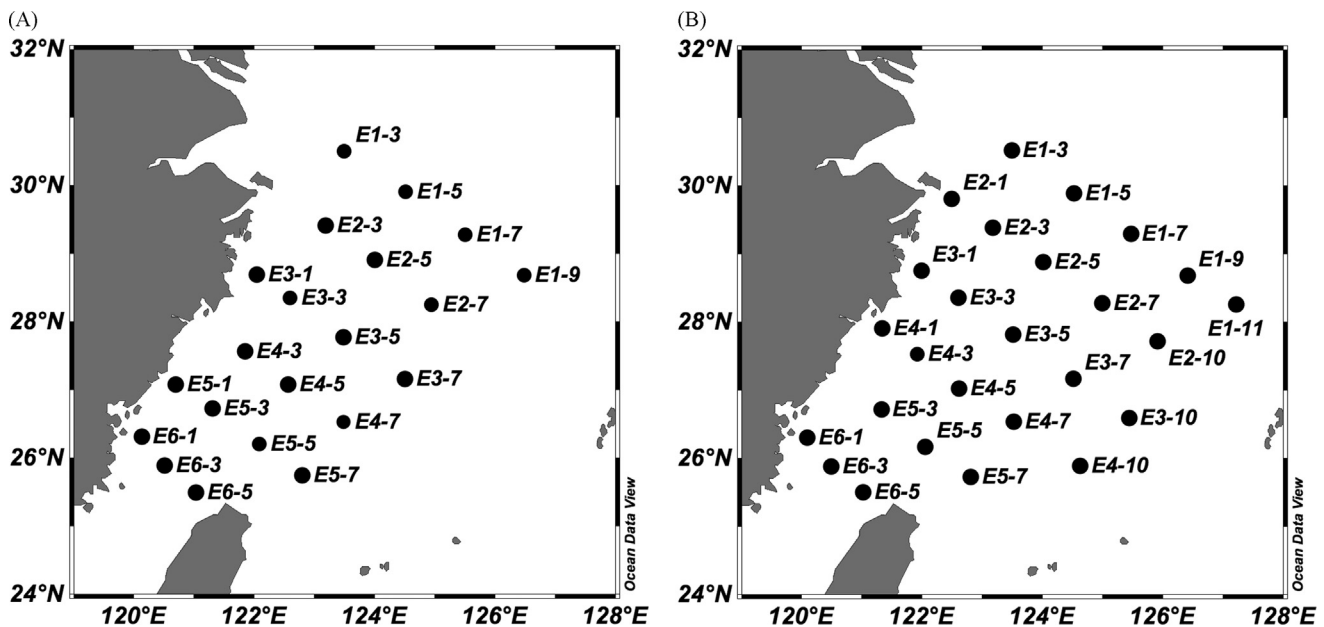 (A)
32°N
30°N
28°N
26°N
24°N
120°E
122°E
124°E
126°E
128°E
E1-3
E1-5
E2-3
E1-7
E2-5
E3-1
E1-9
E3-3
E2-7
E3-5
E4-3
E3-7
E5-1
E4-5
E5-3
E4-7
E6-1
E5-5
E6-3
E5-7
E6-5
Ocean Data View
(B)
32°N
30°N
28°N
26°N
24°N
120°E
122°E
124°E
126°E
128°E
E1-3
E2-1
E1-5
E2-3
E1-7
E3-1
E2-5
E1-9
E3-3
E2-7
E1-11
E4-1
E3-5
E2-10
E4-3
E3-7
E4-5
E5-3
E4-7
E3-10
E5-5
E6-1
E6-3
E4-10
E5-7
E6-5
Ocean Data View